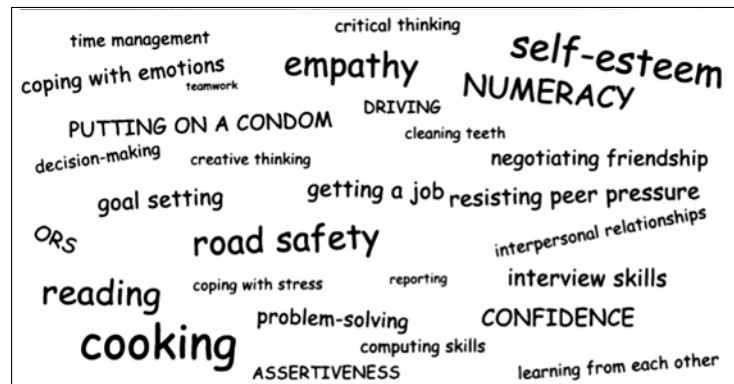 critical thinking
time management
self-esteem
empathy
coping with emotions
teamwork
NUMERACY
DRIVING
PUTTING ON A CONDOM
cleaning teeth
decision-making
creative thinking
negotiating friendship
getting a job
resisting peer pressure
goal setting
ORS
road safety
interpersonal relationships
reading
coping with stress
reporting
interview skills
problem-solving
CONFIDENCE
cooking
computing skills
ASSERTIVENESS
learning from each other